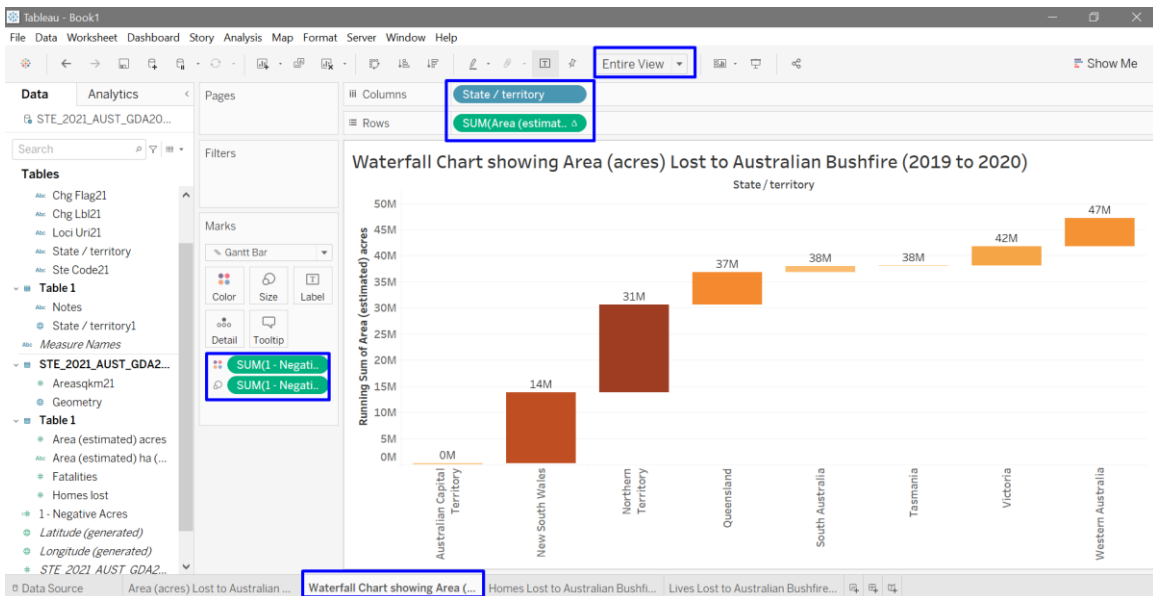 Tableau - Book1
File Data Worksheet Dashboard Story Analysis Map Format Server Window Help
Entire View
Show Me
Data Analytics
STE_2021_AUST_GDA20...
Search
Tables
Abc Chg Flag21
Abc Chg Lbl21
Abc Loci Uri21
Abc State / territory
Abc Ste Code21
Table 1
Abc Notes
State / territory1
Abc Measure Names
STE_2021_AUST_GDA2...
# Areasqkm21
Geometry
Table 1
# Area (estimated) acres
Abc Area (estimated) ha (...
# Fatalities
# Homes lost
=# 1 - Negative Acres
Latitude (generated)
Longitude (generated)
# STE_2021_AUST_GDA2...
Pages
Filters
Marks
Gantt Bar
Color Size Label
Detail Tooltip
SUM(1 - Negati..
SUM(1 - Negati..
Columns State / territory
Rows SUM(Area (estimat.. Δ
Waterfall Chart showing Area (acres) Lost to Australian Bushfire (2019 to 2020)
State / territory
Running Sum of Area (estimated) acres
50M
45M
40M
35M
30M
25M
20M
15M
10M
5M
0M
0M
14M
31M
37M
38M
38M
42M
47M
Australian Capital
Territory
New South Wales
Northern
Territory
Queensland
South Australia
Tasmania
Victoria
Western Australia
Data Source Area (acres) Lost to Australian ... Waterfall Chart showing Area (... Homes Lost to Australian Bushfi... Lives Lost to Australian Bushfire...